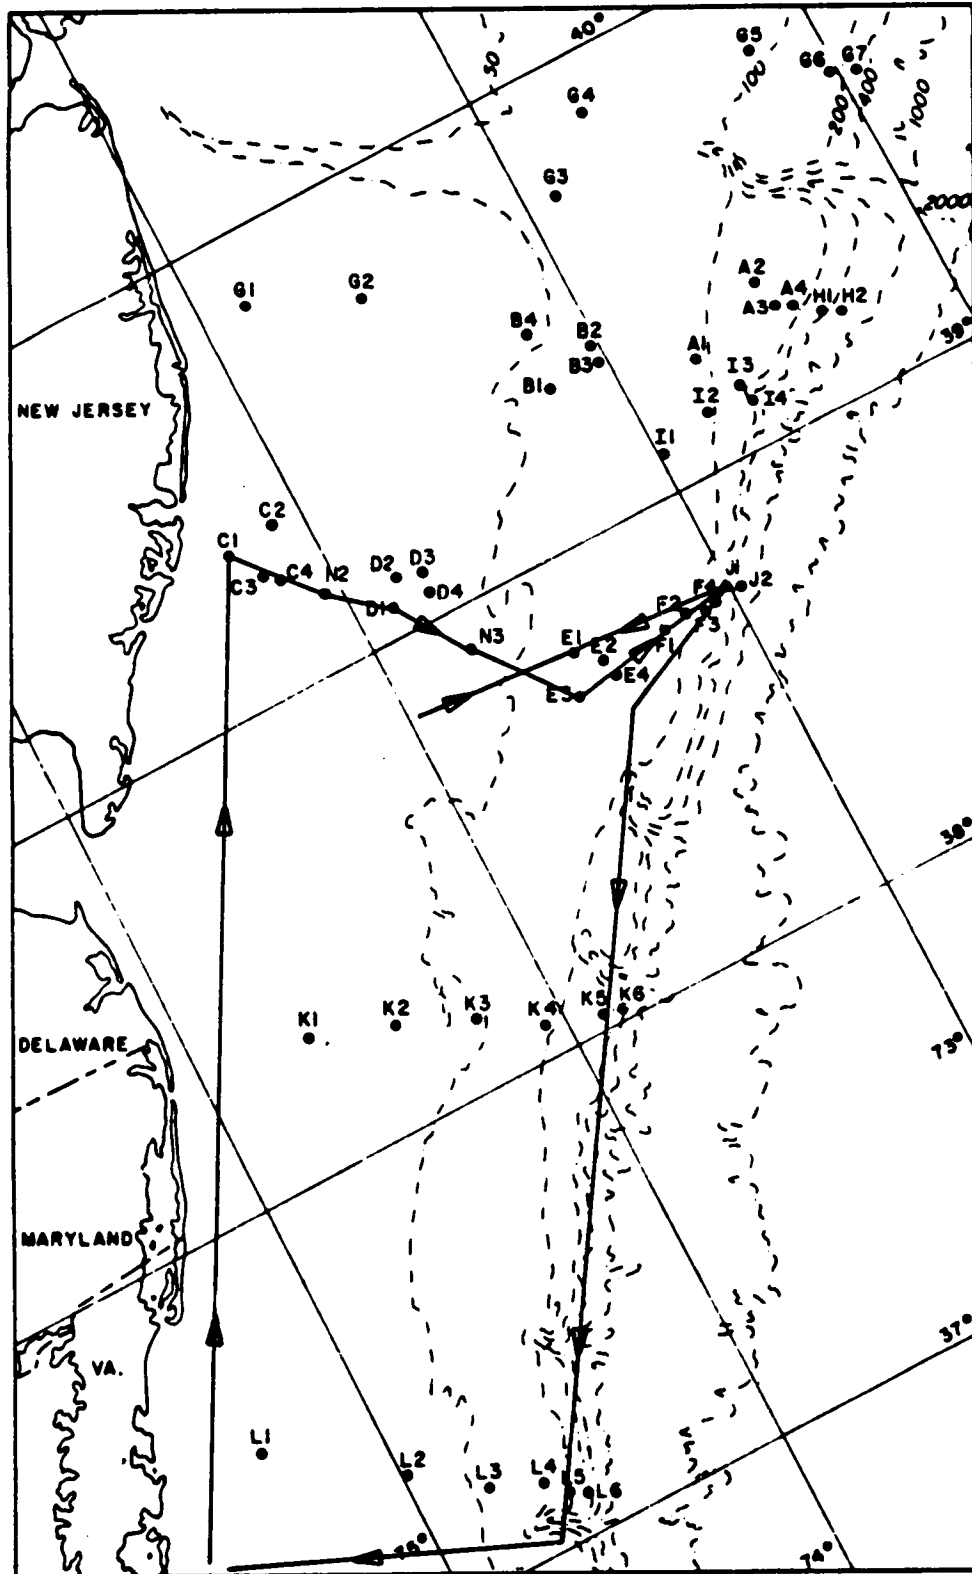 40°
G5
50
100
G6
G7
200
400
1000
G4
G3
2000
G1
G2
A2
A3
A4
H1/H2
B4
B2
B3
B1
A1
39°
I3
I2
I4
NEW JERSEY
I1
C2
C1
C3
C4
N2
D2
D3
D4
D1
J1
J2
F4
F2
F3
F1
N3
E1
E2
E4
E3
38°
K1
K2
K3
K4
K5
K6
DELAWARE
73°
MARYLAND
37°
VA.
L1
L2
L3
L4
L5
L6
75°
74°